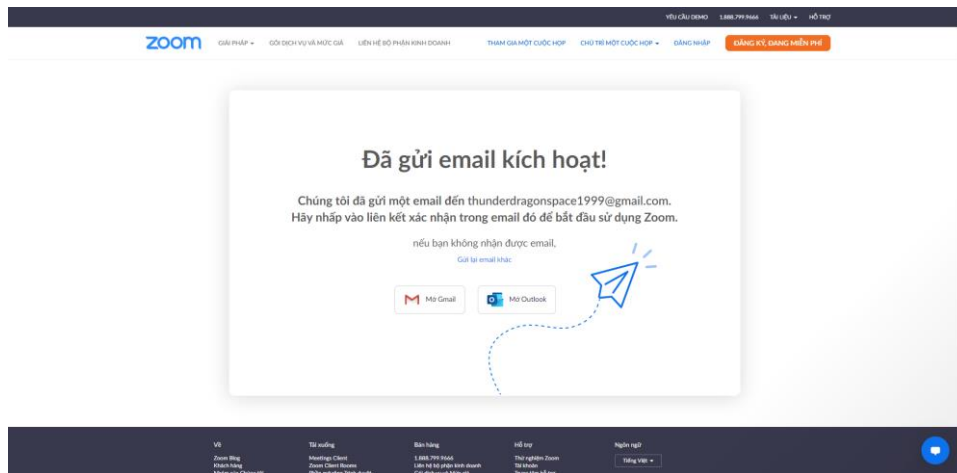 YÊU CẦU DEMO 1.888.799.9666 TÀI LIỆU HỖ TRỢ
zoom GIẢI PHÁP GÓI DỊCH VỤ VÀ MỨC GIÁ LIÊN HỆ BỘ PHẬN KINH DOANH THAM GIA MỘT CUỘC HỌP CHỦ TRÌ MỘT CUỘC HỌP ĐĂNG NHẬP ĐĂNG KÝ, ĐANG MIỄN PHÍ
Đã gửi email kích hoạt!
Chúng tôi đã gửi một email đến thunderdragonspace1999@gmail.com.
Hãy nhấp vào liên kết xác nhận trong email đó để bắt đầu sử dụng Zoom.
nếu bạn không nhận được email,
Gửi lại email khác
Mở Gmail Mở Outlook
Về Tải xuống Bán hàng Hỗ trợ Ngôn ngữ
Zoom Blog Meetings Client 1.888.799.9666 Thử nghiệm Zoom Tiếng Việt
Khách hàng Zoom Client Rooms Liên hệ bộ phận kinh doanh Tài khoản